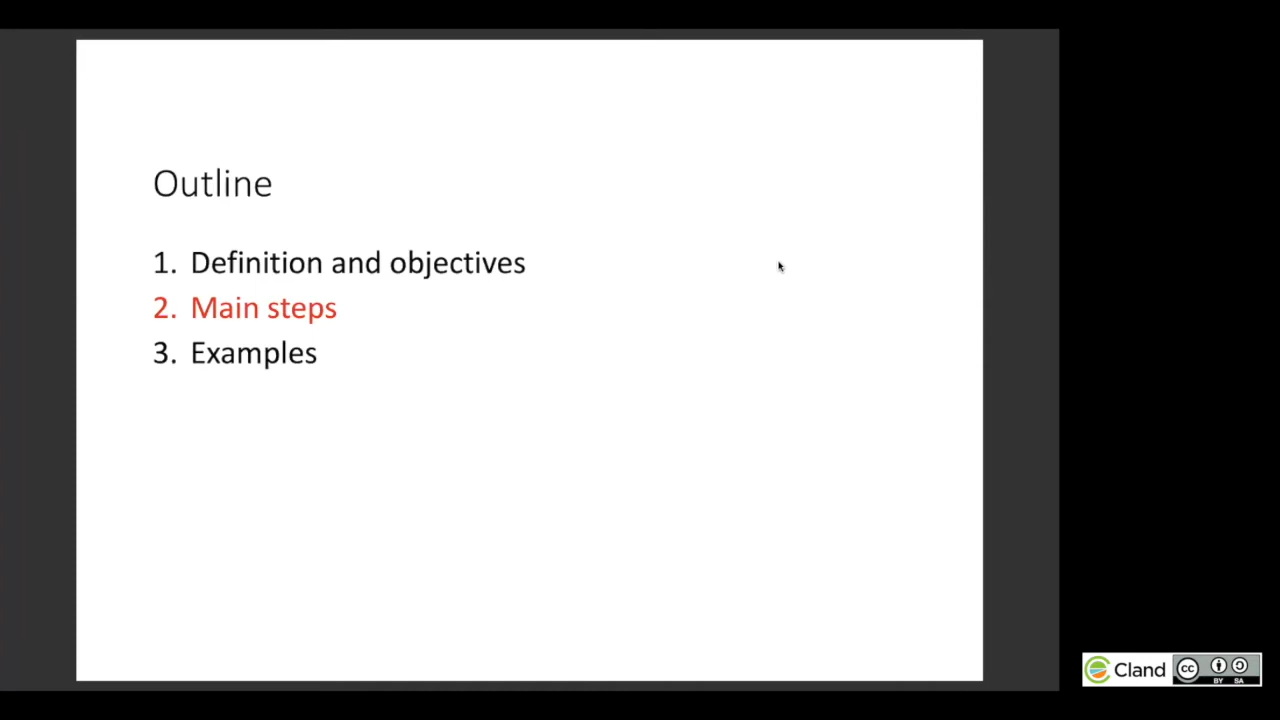 Outline
1. Definition and objectives
2. Main steps
3. Examples
Cland
cc
BY SA